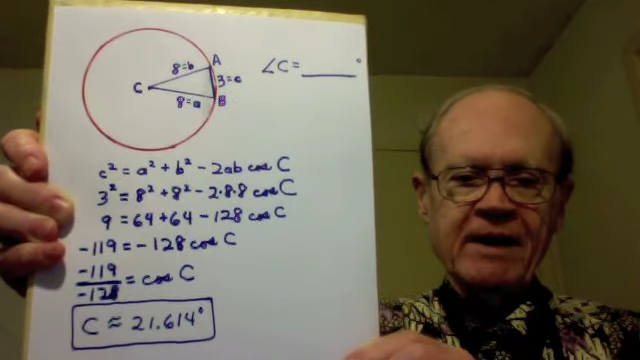 8=b
A
∠C = ______°
C
3=c
8=a
B
c² = a² + b² - 2ab cos C
3² = 8² + 8² - 2·8·8 cos C
9 = 64 + 64 - 128 cos C
-119 = -128 cos C
-119/-128 = cos C
C ≈ 21.614°